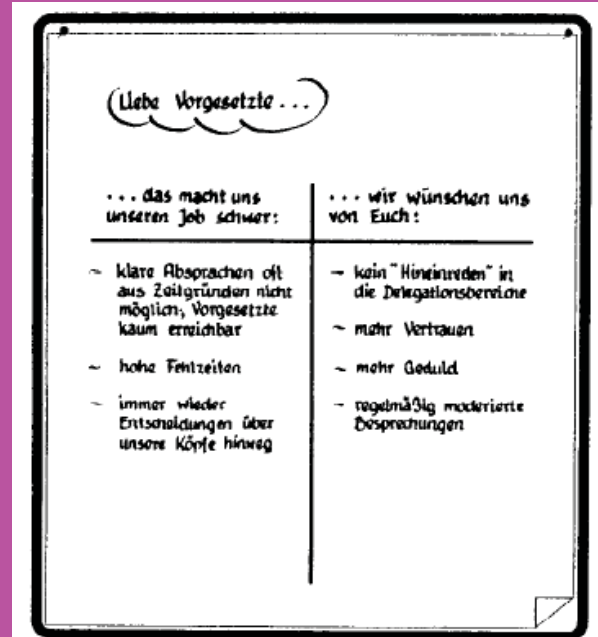 Liebe Vorgesetzte ...
... das macht uns
unseren Job schwer:
~ klare Absprachen oft
aus Zeitgründen nicht
möglich, Vorgesetzte
kaum erreichbar
~ hohe Fehlzeiten
~ immer wieder
Entscheidungen über
unsere Köpfe hinweg
... wir wünschen uns
von Euch:
~ kein "Hineinreden" in
die Delegationsbereiche
~ mehr Vertrauen
~ mehr Geduld
~ regelmäßig moderierte
Besprechungen